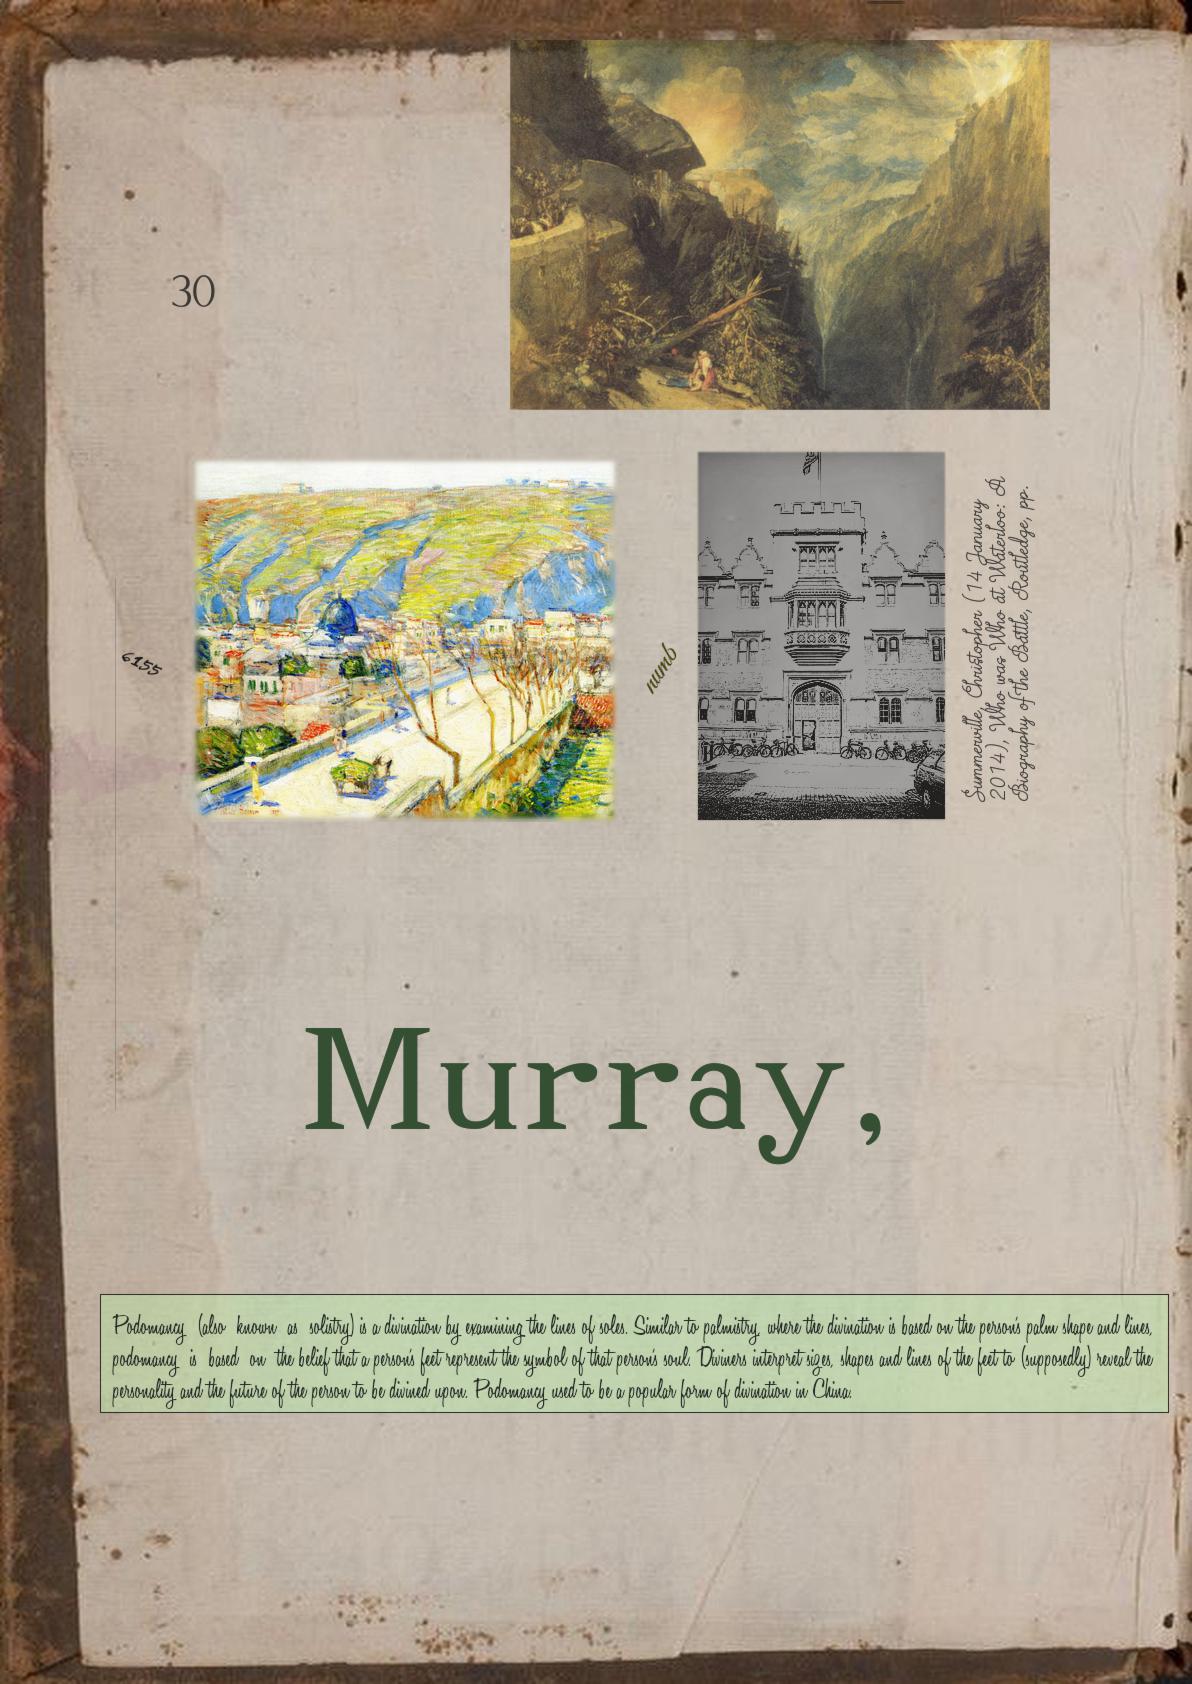 30
6155
numb
Summerville, Christopher (14 January
2014), Who was Who at Waterloo: A
Biography of the Battle, Routledge, pp.
Murray,
Podomancy (also known as solistry) is a divination by examining the lines of soles. Similar to palmistry, where the divination is based on the person's palm shape and lines,
podomancy is based on the belief that a person's feet represent the symbol of that person's soul. Diviners interpret sizes, shapes and lines of the feet to (supposedly) reveal the
personality and the future of the person to be divined upon. Podomancy used to be a popular form of divination in China.